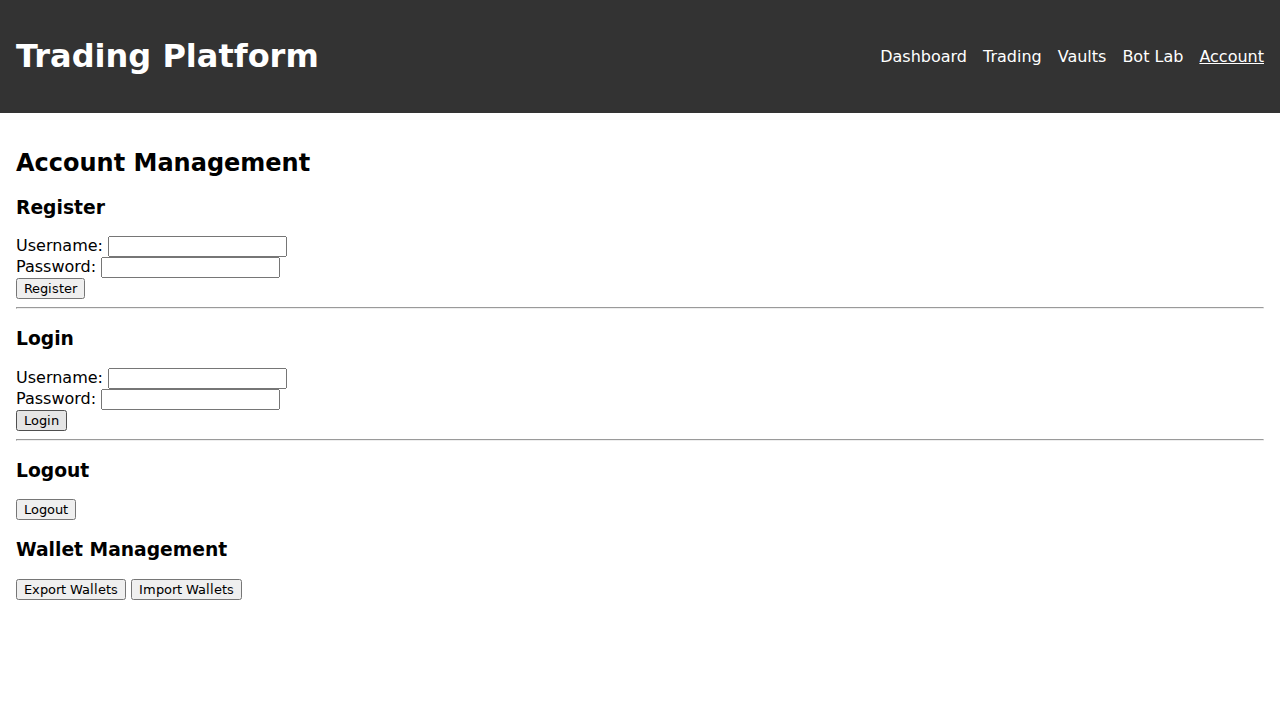 Trading Platform
Dashboard Trading Vaults Bot Lab Account
Account Management
Register
Username:
Password:
Register
Login
Username:
Password:
Login
Logout
Logout
Wallet Management
Export Wallets Import Wallets